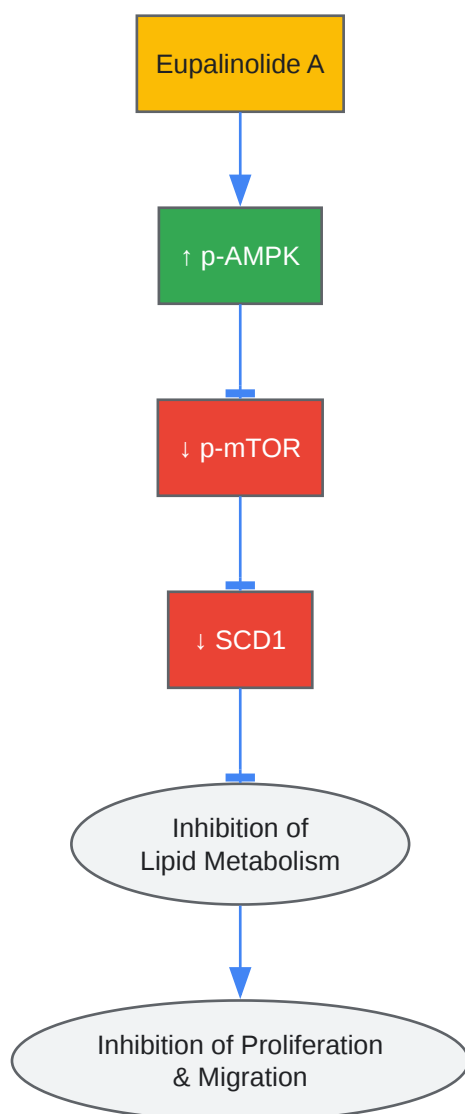 Eupalinolide A
↑ p-AMPK
↓ p-mTOR
↓ SCD1
Inhibition of
Lipid Metabolism
Inhibition of Proliferation
& Migration